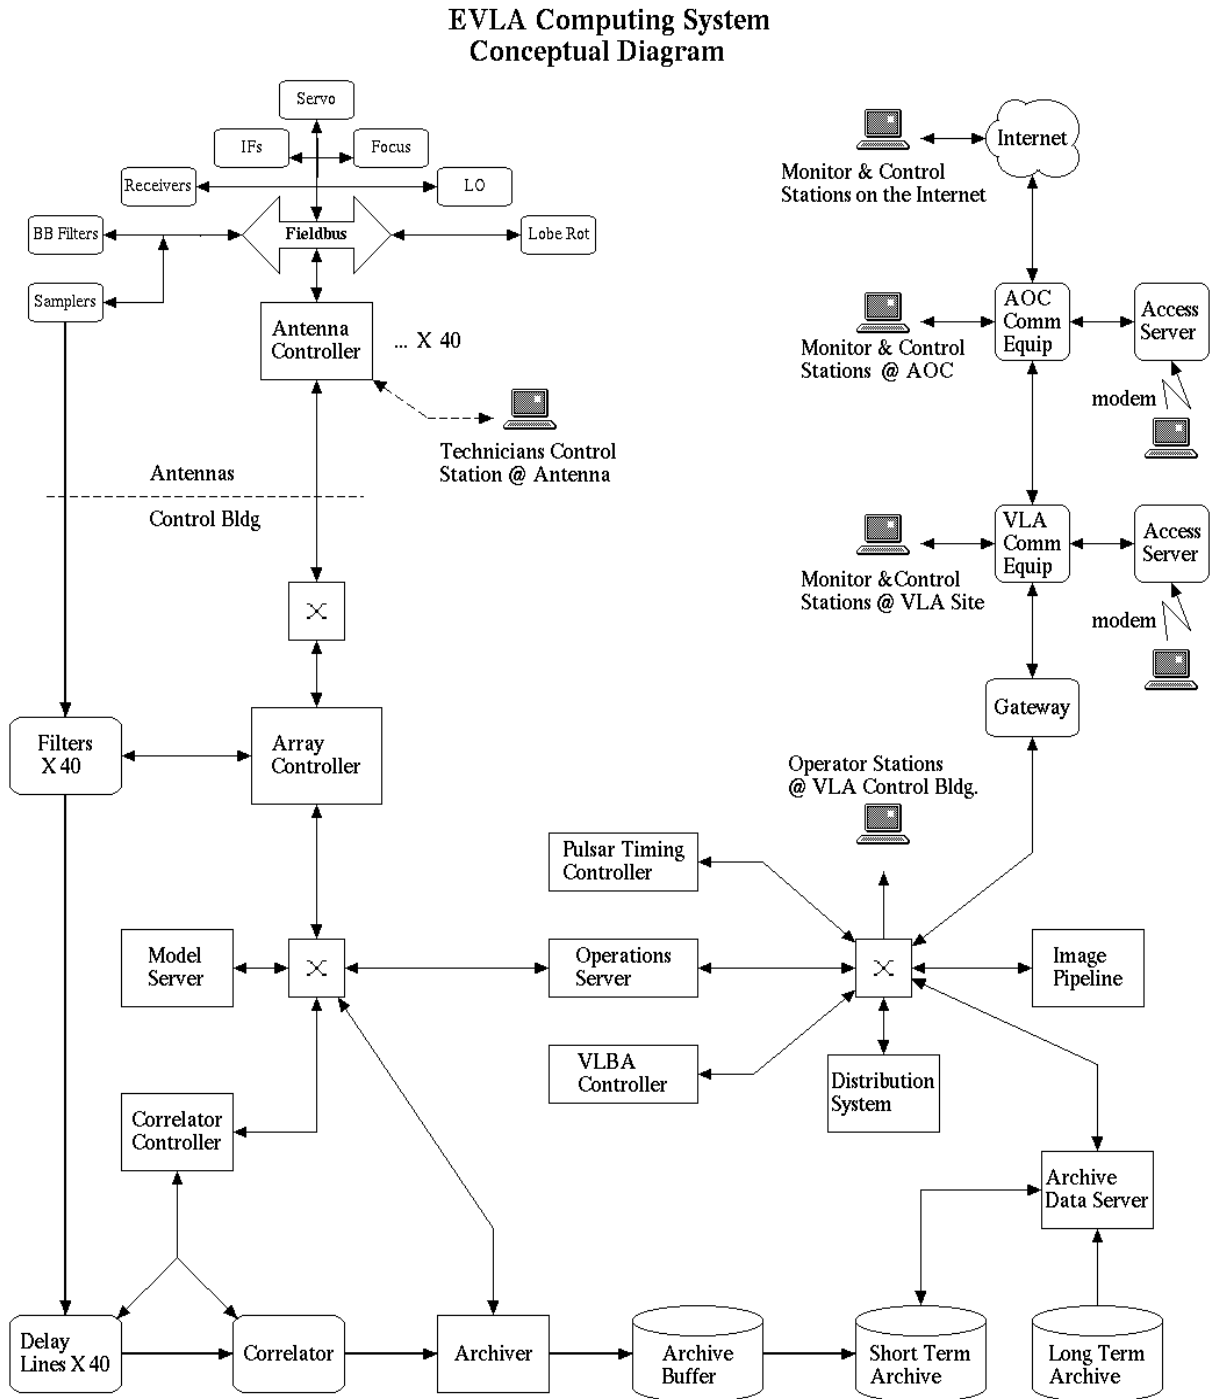 EVLA Computing System
Conceptual Diagram
Servo
IFs
Focus
Receivers
LO
BB Filters
Fieldbus
Lobe Rot
Samplers
Antenna
Controller
... X 40
Technicians Control
Station @ Antenna
Antennas
Control Bldg
Filters
X 40
Array
Controller
Model
Server
Correlator
Controller
Delay
Lines X 40
Correlator
Archiver
Archive
Buffer
Short Term
Archive
Long Term
Archive
Internet
Monitor & Control
Stations on the Internet
AOC
Comm
Equip
Access
Server
Monitor & Control
Stations @ AOC
modem
VLA
Comm
Equip
Access
Server
Monitor &Control
Stations @ VLA Site
modem
Gateway
Operator Stations
@ VLA Control Bldg.
Pulsar Timing
Controller
Operations
Server
Image
Pipeline
VLBA
Controller
Distribution
System
Archive
Data Server